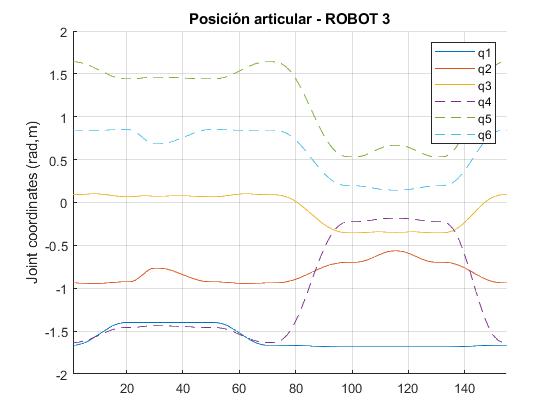 Posición articular - ROBOT 3
Joint coordinates (rad,m)
2
1.5
1
0.5
0
-0.5
-1
-1.5
-2
20 40 60 80 100 120 140
q1
q2
q3
q4
q5
q6